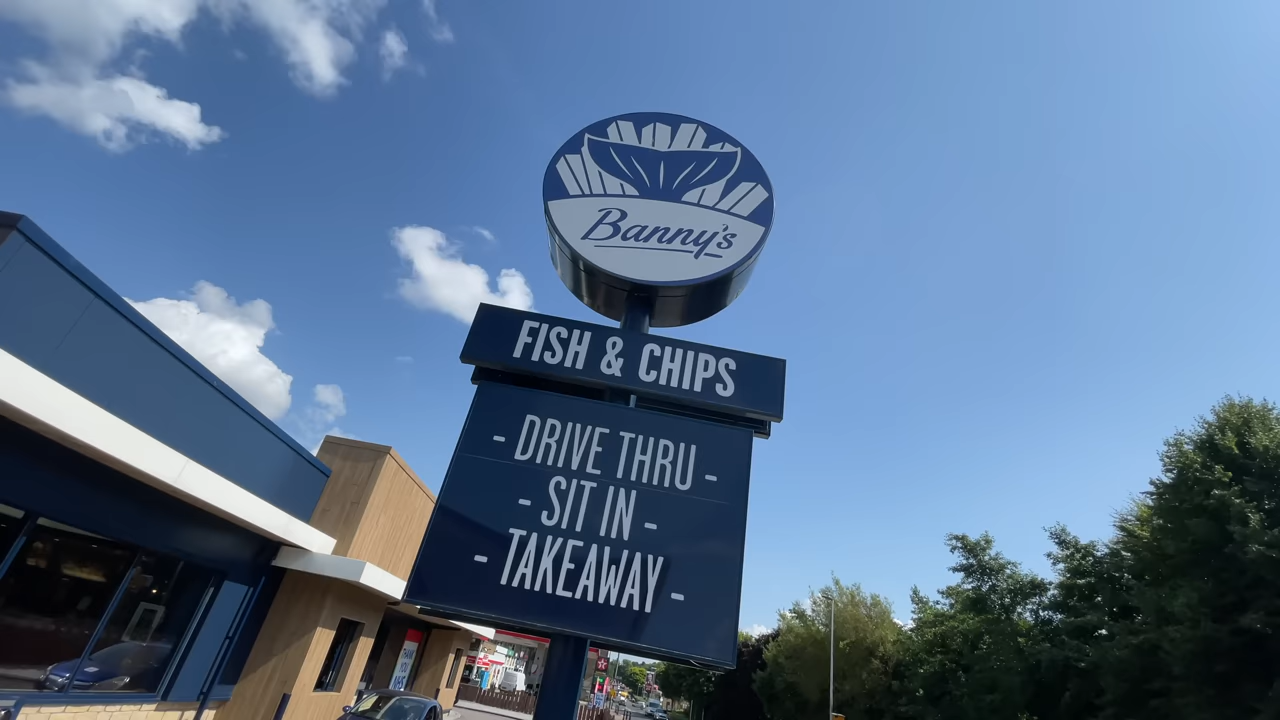 Banny's
FISH & CHIPS
- DRIVE THRU -
- SIT IN -
- TAKEAWAY -